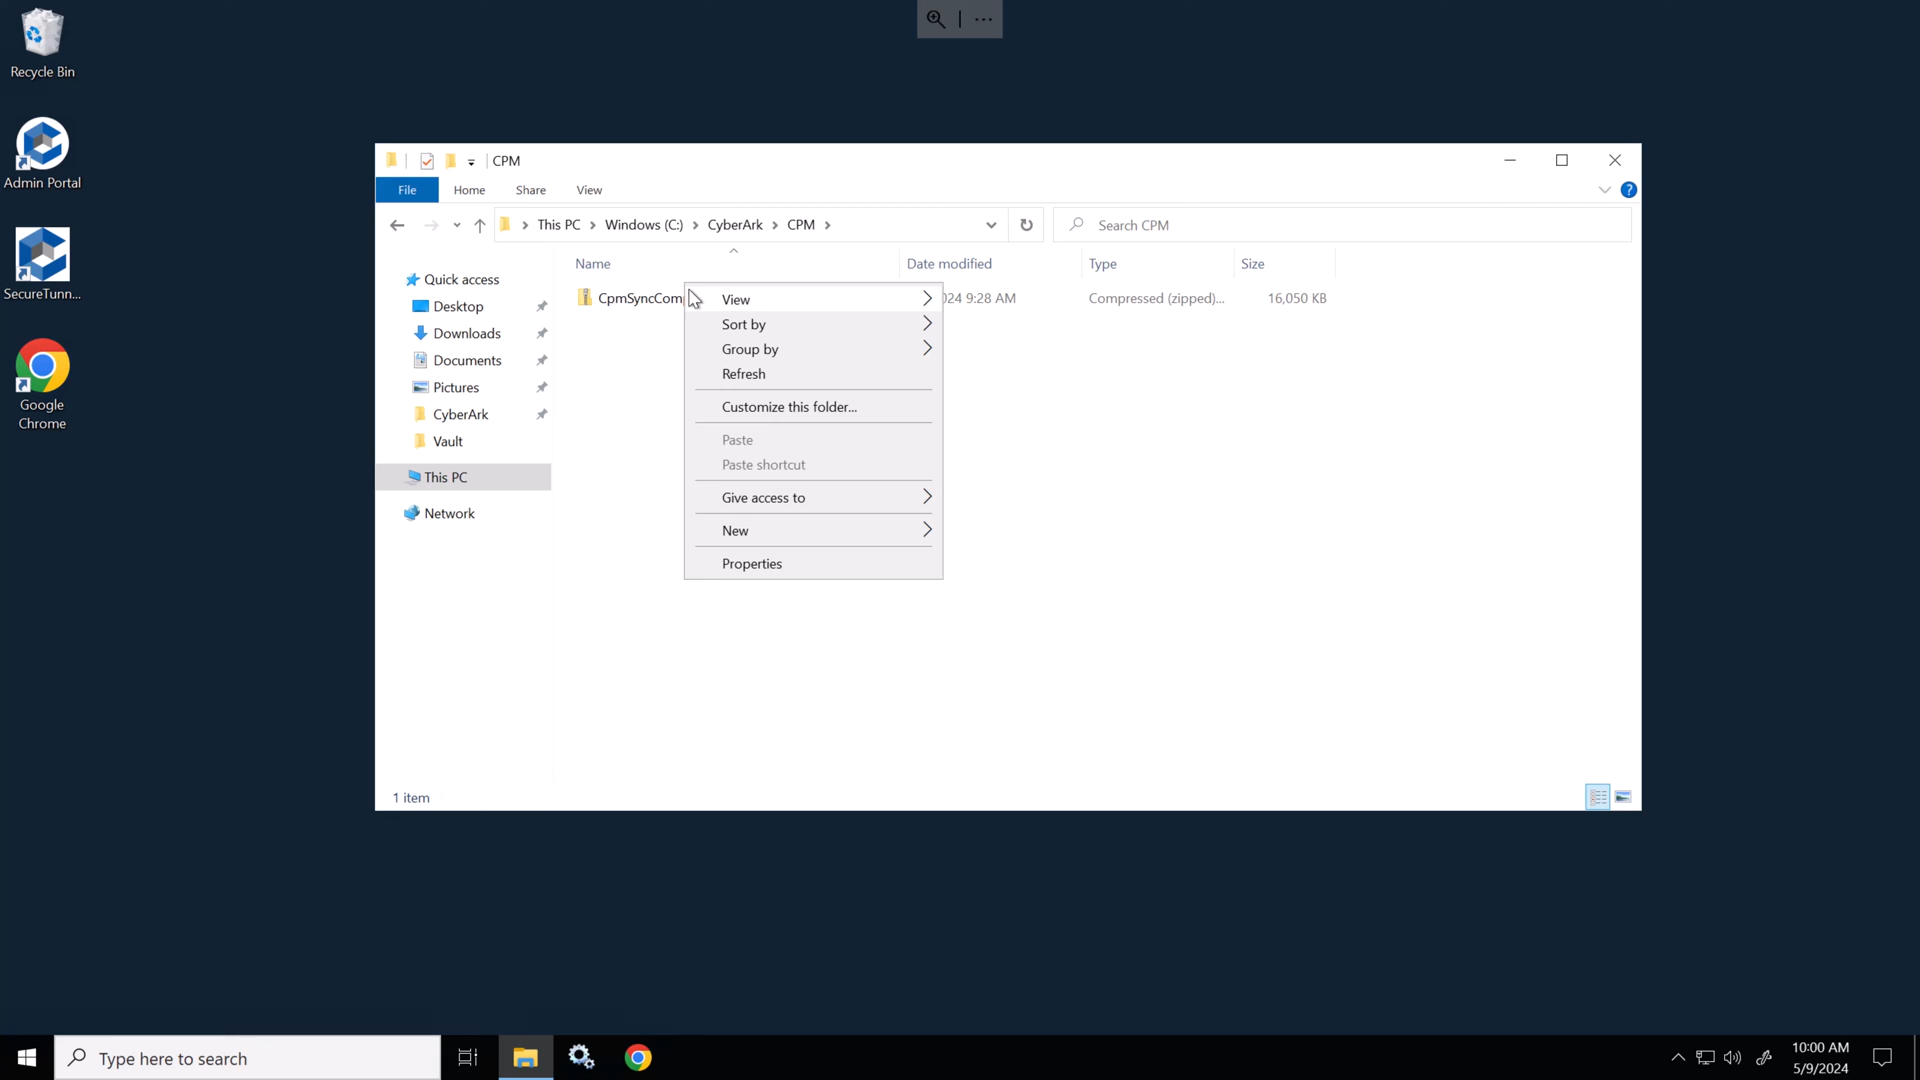 Recycle Bin
Admin Portal
SecureTunn...
Google
Chrome
CPM
File Home Share View
This PC Windows (C:) CyberArk CPM
Search CPM
Name Date modified Type Size
9:28 AM Compressed (zipped)... 16,050 KB
Quick access
Desktop
Downloads
Documents
Pictures
CyberArk
Vault
This PC
Network
View
Sort by
Group by
Refresh
Customize this folder...
Paste
Paste shortcut
Give access to
New
Properties
1 item
Type here to search
10:00 AM
5/9/2024